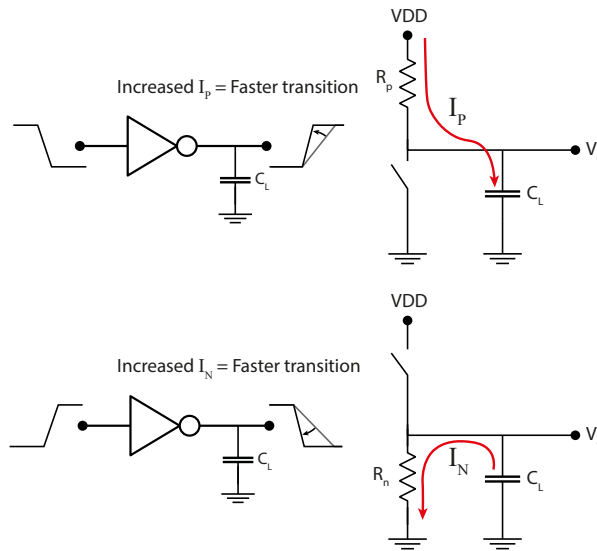 VDD
Increased I_P = Faster transition
R_p
I_P
V
C_L
C_L
VDD
Increased I_N = Faster transition
V
R_n
I_N
C_L
C_L